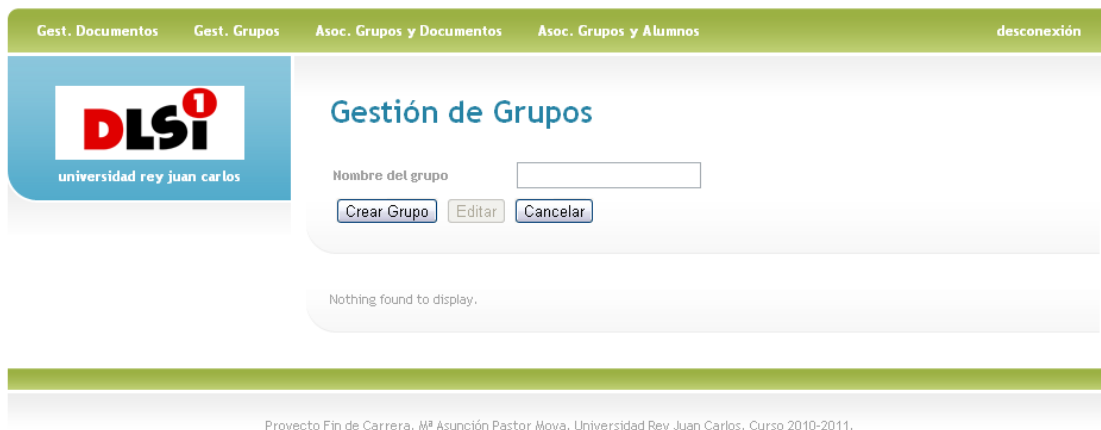 Gest. Documentos Gest. Grupos Asoc. Grupos y Documentos Asoc. Grupos y Alumnos desconexión
DLSi1
universidad rey juan carlos
Gestión de Grupos
Nombre del grupo
Crear Grupo Editar Cancelar
Nothing found to display.
Proyecto Fin de Carrera. Mª Asunción Pastor Moya. Universidad Rey Juan Carlos. Curso 2010-2011.